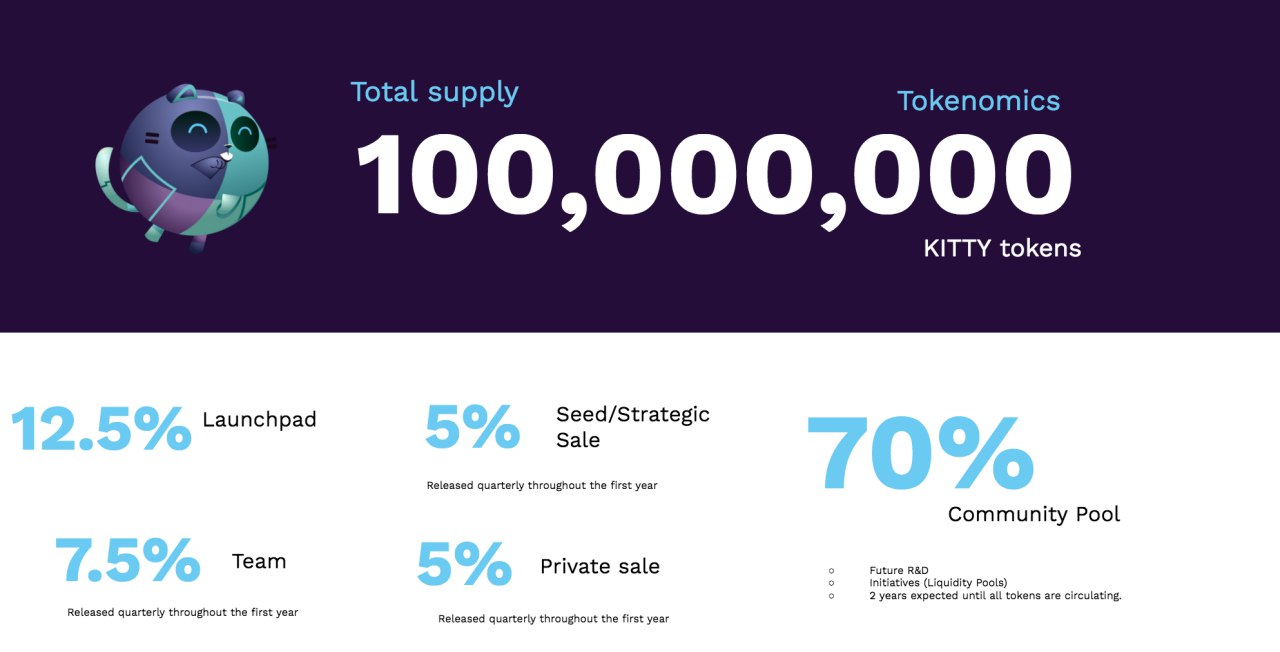 Total supply
Tokenomics
100,000,000
KITTY tokens
12.5% Launchpad
5% Seed/Strategic
Sale
Released quarterly throughout the first year
7.5% Team
Released quarterly throughout the first year
5% Private sale
Released quarterly throughout the first year
70%
Community Pool
○ Future R&D
○ Initiatives (Liquidity Pools)
○ 2 years expected until all tokens are circulating.